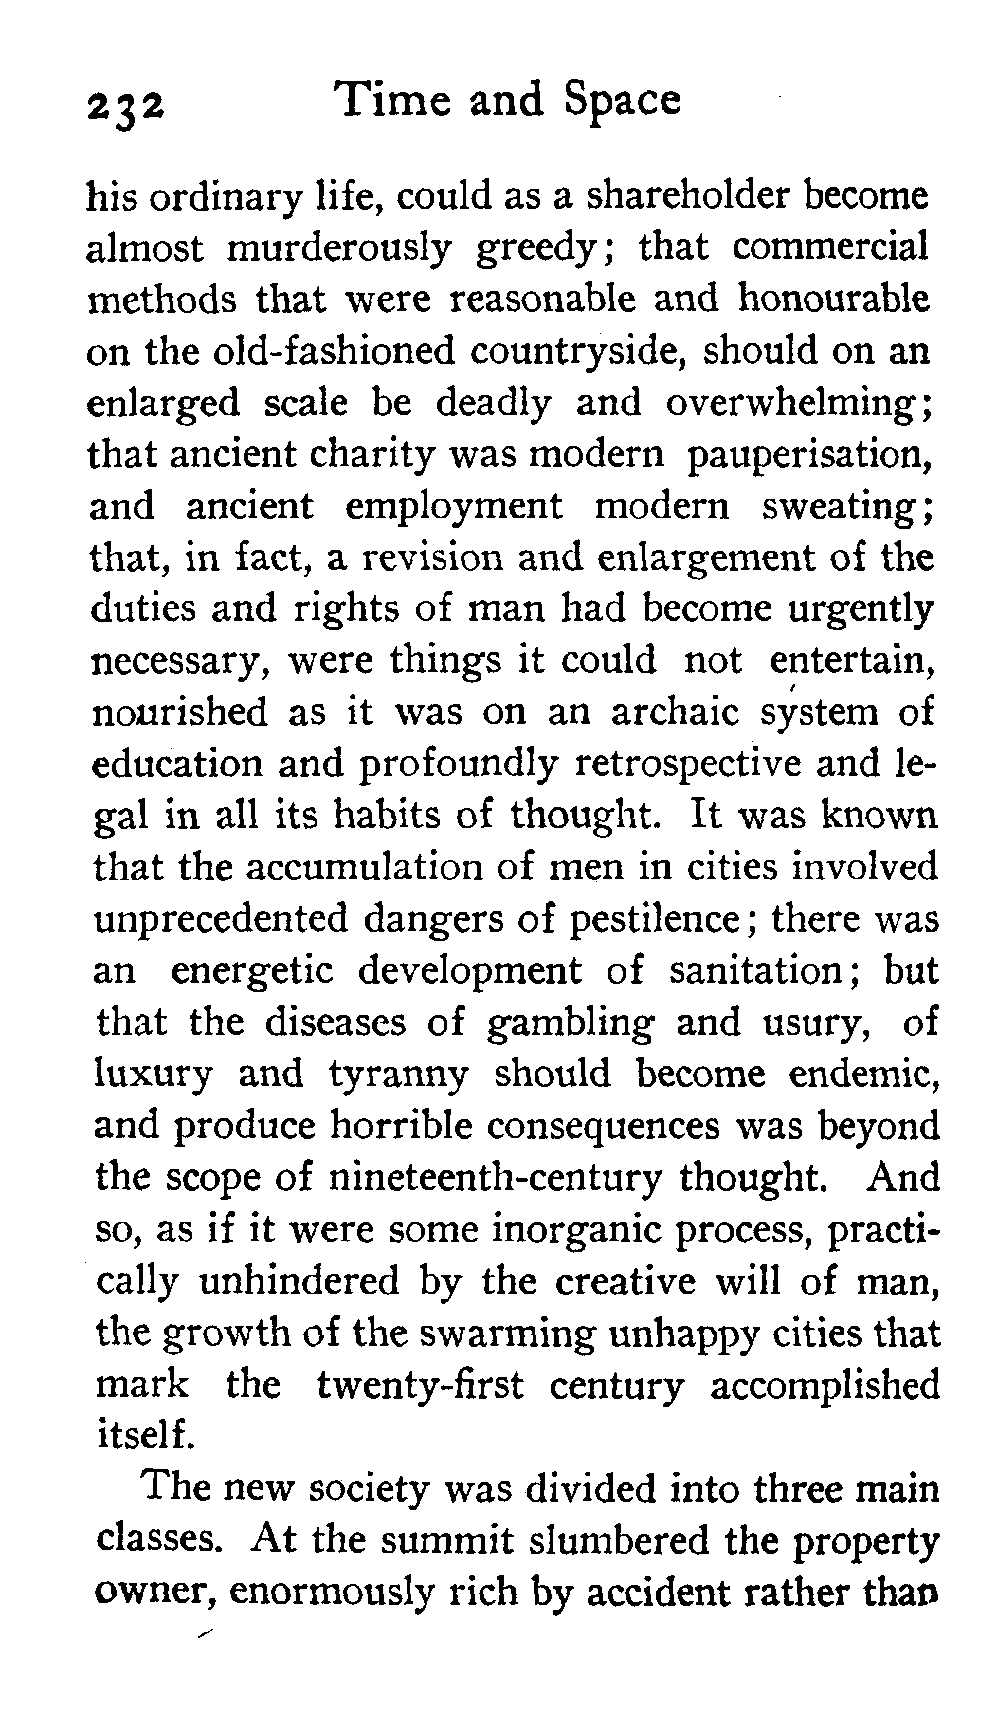 232 Time and Space
his ordinary life, could as a shareholder become
almost murderously greedy; that commercial
methods that were reasonable and honourable
on the old-fashioned countryside, should on an
enlarged scale be deadly and overwhelming;
that ancient charity was modern pauperisation,
and ancient employment modern sweating;
that, in fact, a revision and enlargement of the
duties and rights of man had become urgently
necessary, were things it could not entertain,
nourished as it was on an archaic system of
education and profoundly retrospective and le-
gal in all its habits of thought. It was known
that the accumulation of men in cities involved
unprecedented dangers of pestilence; there was
an energetic development of sanitation; but
that the diseases of gambling and usury, of
luxury and tyranny should become endemic,
and produce horrible consequences was beyond
the scope of nineteenth-century thought. And
so, as if it were some inorganic process, practi-
cally unhindered by the creative will of man,
the growth of the swarming unhappy cities that
mark the twenty-first century accomplished
itself.
The new society was divided into three main
classes. At the summit slumbered the property
owner, enormously rich by accident rather than